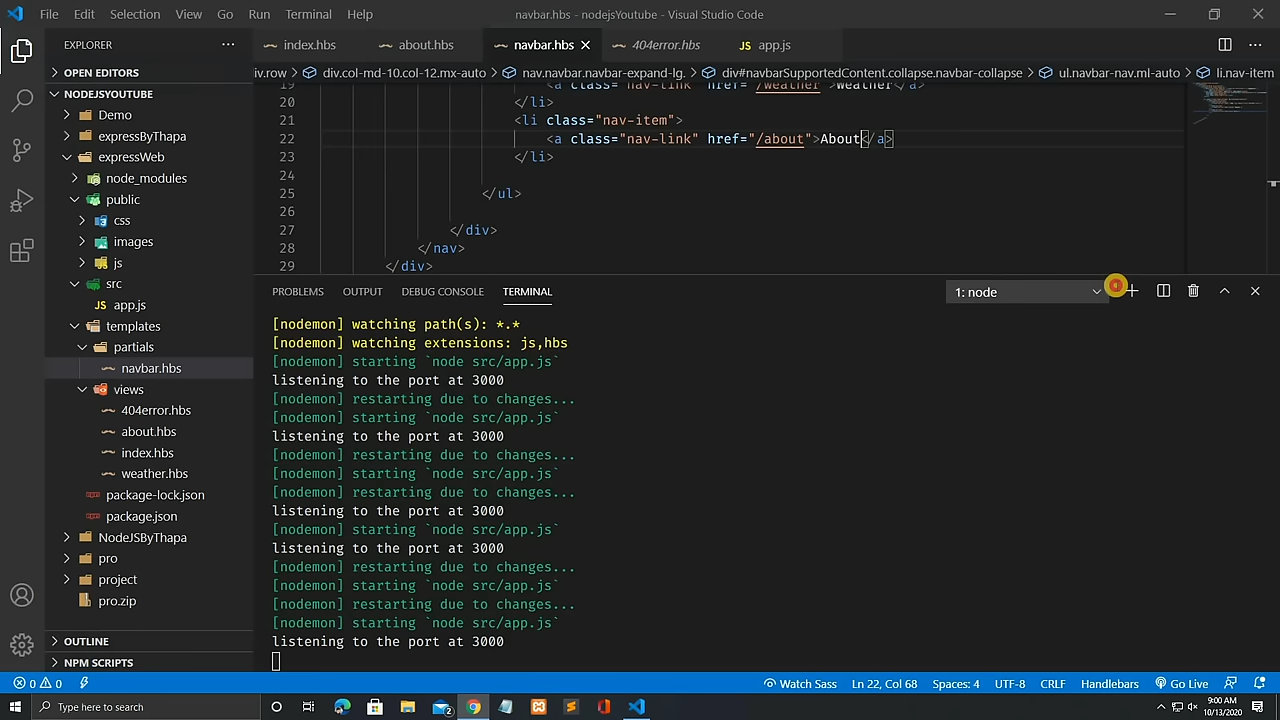 File Edit Selection View Go Run Terminal Help navbar.hbs - nodejsYoutube - Visual Studio Code
EXPLORER ··· index.hbs about.hbs navbar.hbs 404error.hbs JS app.js ···
OPEN EDITORS
iv.row > div.col-md-10.col-12.mx-auto > nav.navbar.navbar-expand-lg. > div#navbarSupportedContent.collapse.navbar-collapse > ul.navbar-nav.ml-auto > li.nav-item
NODEJSYOUTUBE
Demo
expressByThapa
expressWeb
node_modules
public
css
images
js
src
JS app.js
templates
partials
navbar.hbs
views
404error.hbs
about.hbs
index.hbs
weather.hbs
package-lock.json
package.json
NodeJSByThapa
pro
project
pro.zip
OUTLINE
NPM SCRIPTS
19 <a class="nav-link" href="/weather">Weather</a>
20 </li>
21 <li class="nav-item">
22 <a class="nav-link" href="/about">About</a>
23 </li>
24
25 </ul>
26
27 </div>
28 </nav>
29 </div>
PROBLEMS OUTPUT DEBUG CONSOLE TERMINAL 1: node
[nodemon] watching path(s): *.*
[nodemon] watching extensions: js,hbs
[nodemon] starting `node src/app.js`
listening to the port at 3000
[nodemon] restarting due to changes...
[nodemon] starting `node src/app.js`
listening to the port at 3000
[nodemon] restarting due to changes...
[nodemon] starting `node src/app.js`
[nodemon] restarting due to changes...
listening to the port at 3000
[nodemon] starting `node src/app.js`
listening to the port at 3000
[nodemon] restarting due to changes...
[nodemon] starting `node src/app.js`
[nodemon] restarting due to changes...
[nodemon] starting `node src/app.js`
listening to the port at 3000
0 0 Watch Sass Ln 22, Col 68 Spaces: 4 UTF-8 CRLF Handlebars Go Live
Type here to search 2 9:00 AM
10/13/2020